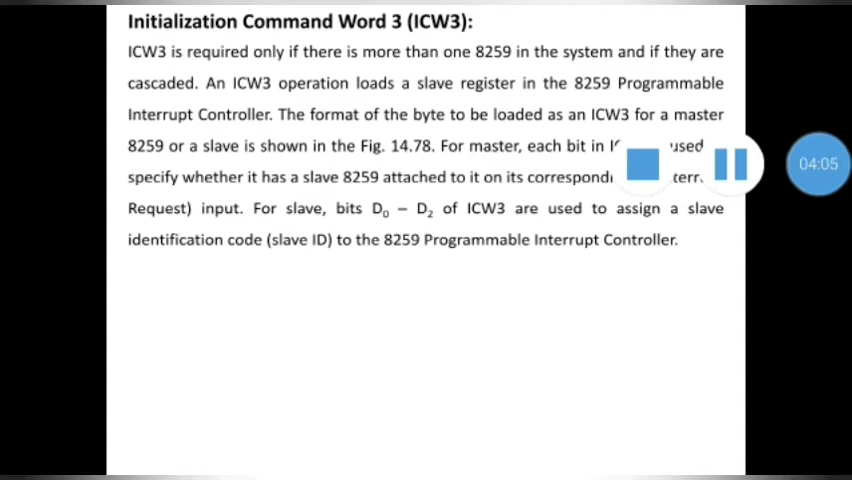 Initialization Command Word 3 (ICW3):
ICW3 is required only if there is more than one 8259 in the system and if they are
cascaded. An ICW3 operation loads a slave register in the 8259 Programmable
Interrupt Controller. The format of the byte to be loaded as an ICW3 for a master
8259 or a slave is shown in the Fig. 14.78. For master, each bit in used
specify whether it has a slave 8259 attached to it on its
Request) input. For slave, bits D₀ – D₂ of ICW3 are used to assign a slave
identification code (slave ID) to the 8259 Programmable Interrupt Controller.
04:05